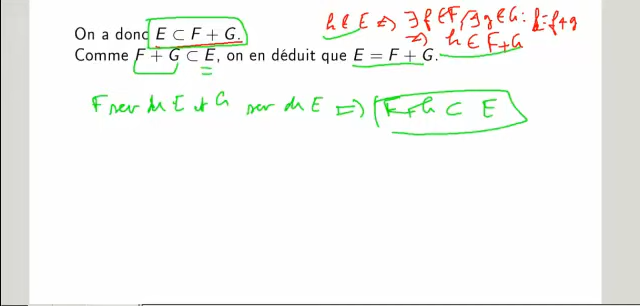 On a donc E ⊂ F + G.
h ∈ E => ∃ f ∈ F, ∃ g ∈ G : h = f + g
=> h ∈ F + G
Comme F + G ⊂ E, on en déduit que E = F + G.
F sev de E et G sev de E => F + G ⊂ E